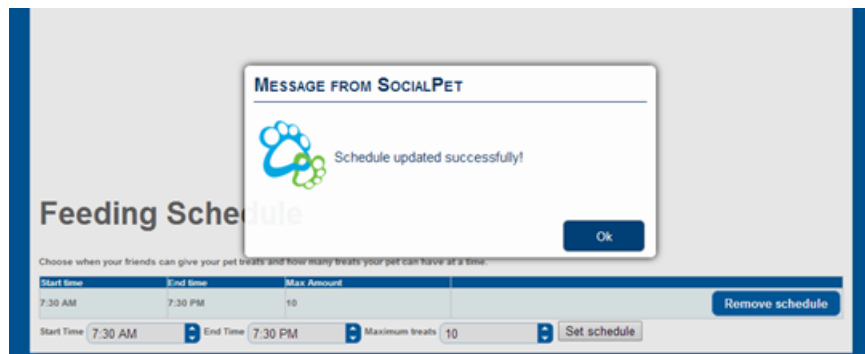 MESSAGE FROM SOCIALPET
Schedule updated successfully!
Feeding Schedule
Ok
Choose when your friends can give your pet treats and how many treats your pet can have at a time.
Start time End time Max Amount
7:30 AM 7:30 PM 10 Remove schedule
Start Time 7:30 AM End Time 7:30 PM Maximum treats 10 Set schedule